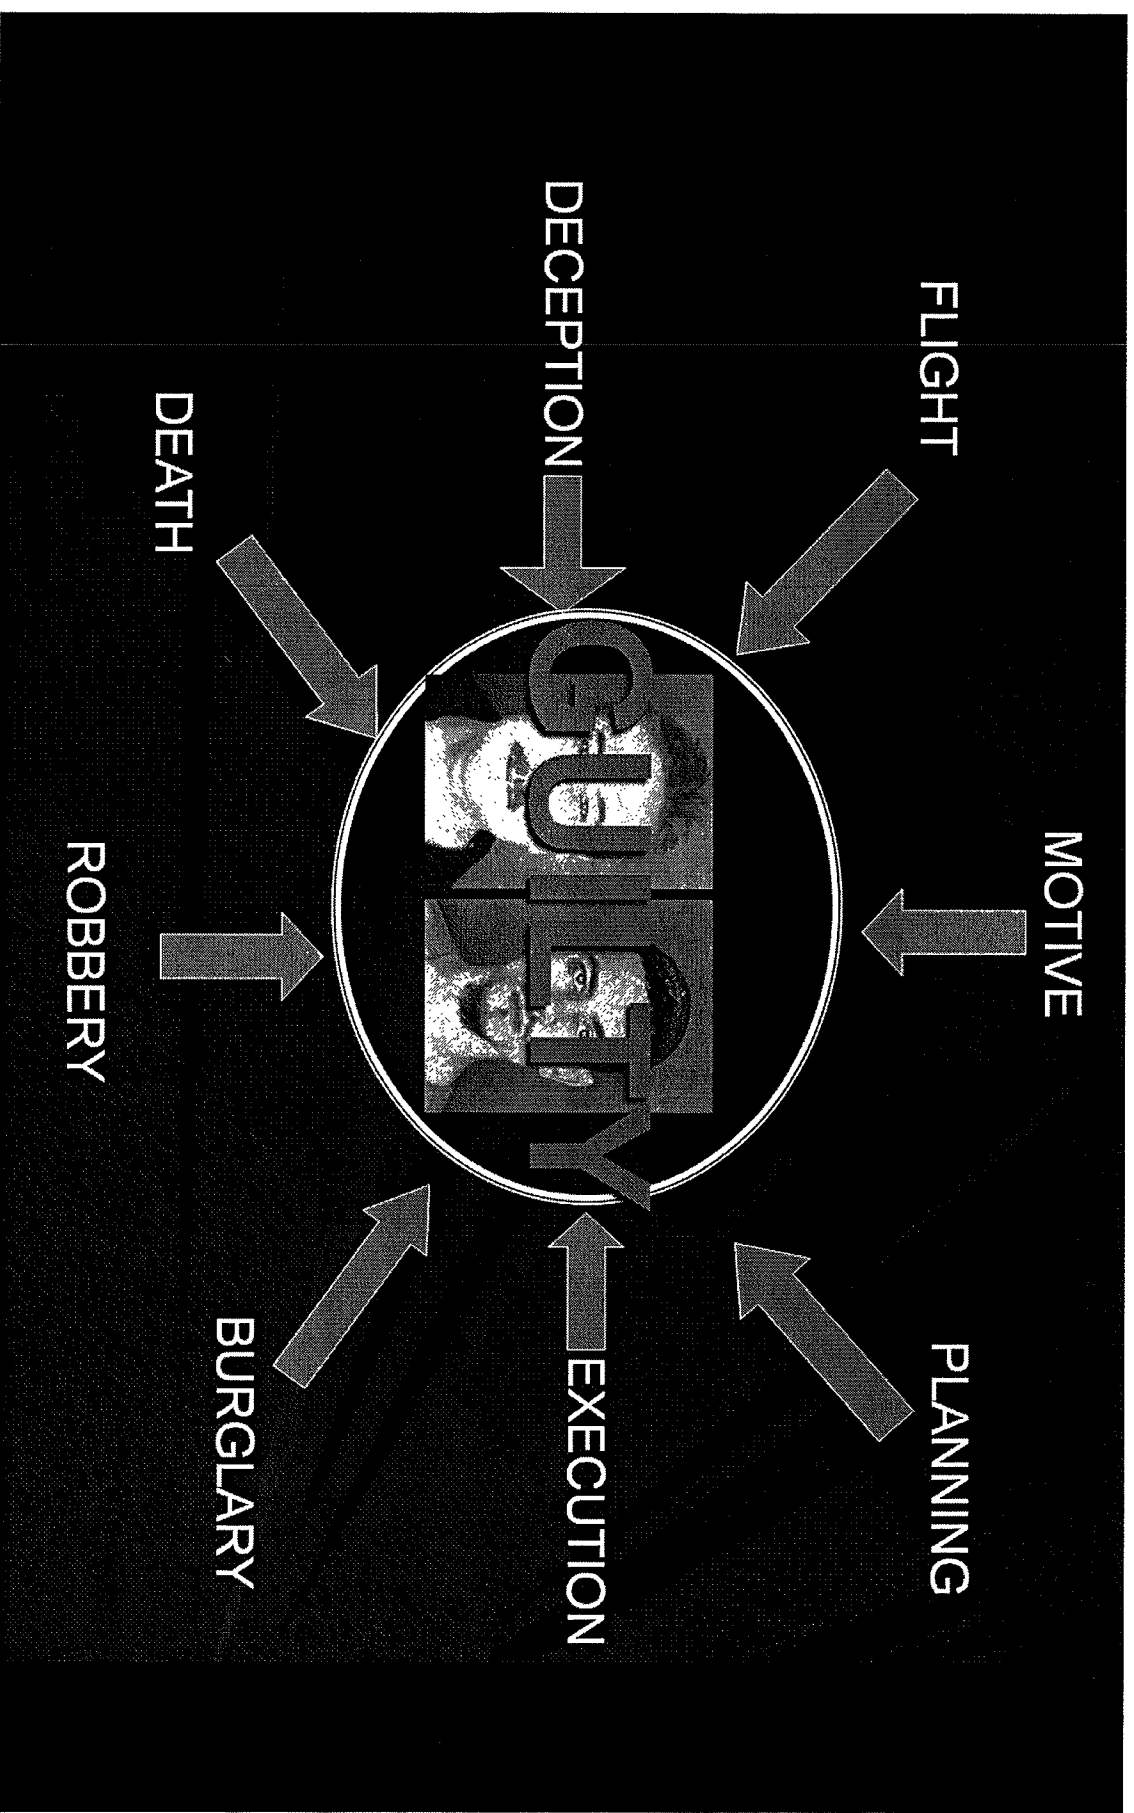 MOTIVE
FLIGHT
PLANNING
DECEPTION
GUILTY
EXECUTION
DEATH
BURGLARY
ROBBERY